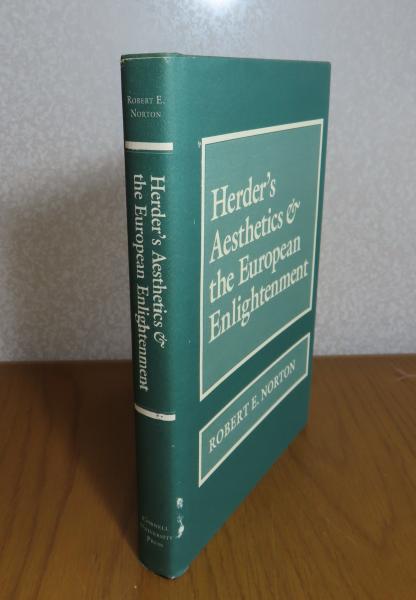 ROBERT E.
NORTON
Herder's Aesthetics &
the European Enlightenment
CORNELL
UNIVERSITY
PRESS
Herder's
Aesthetics &
the European
Enlightenment
ROBERT E. NORTON